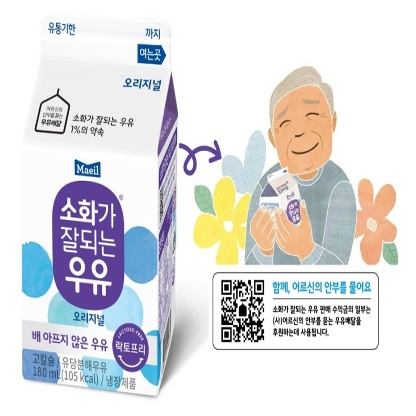 유통기한 까지
여는곳
오리지널
어르신의
안부를 묻는
우유배달
소화가 잘되는 우유
1%의 약속
Maeil
소화가
잘되는
우유
®
오리지널
LACTOSE FREE
배 아프지 않은 우유 락토프리
고칼슘 / 유당분해우유
180 mL(105 kcal) / 냉장제품
함께, 어르신의 안부를 물어요
소화가 잘되는 우유 판매 수익금의 일부는
(사)어르신의 안부를 묻는 우유배달을
후원하는데 사용됩니다.